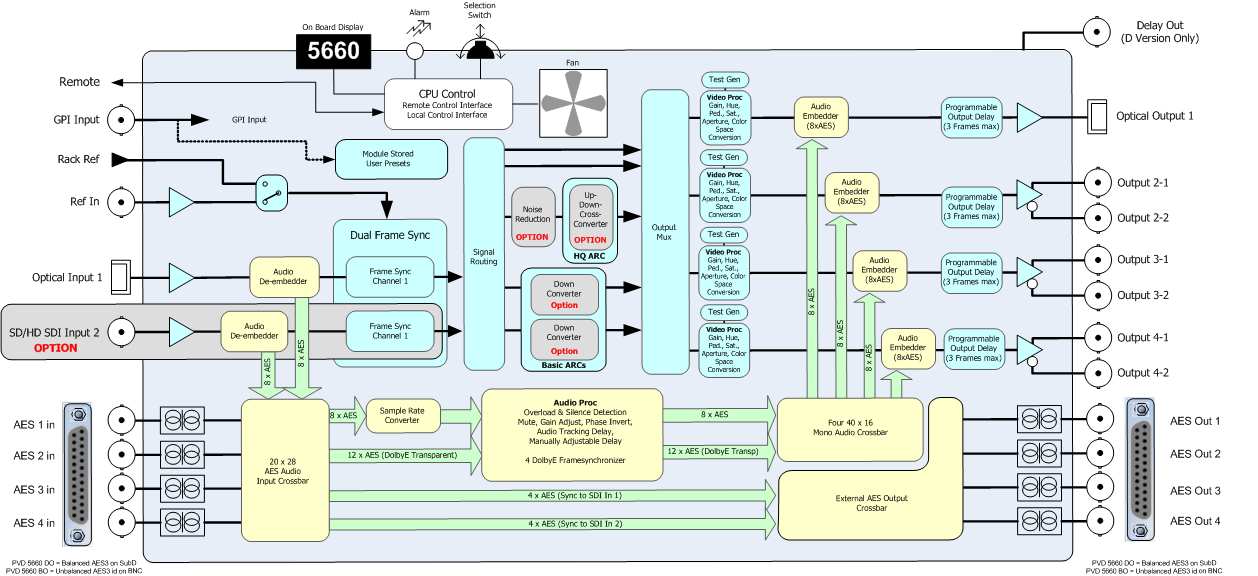 Alarm
Selection
Switch
On Board Display
5660
Delay Out
(D Version Only)
Remote
CPU Control
Remote Control Interface
Local Control Interface
Fan
GPI Input
GPI Input
Rack Ref
Module Stored
User Presets
Ref In
Dual Frame Sync
Optical Input 1
Audio
De-embedder
Frame Sync
Channel 1
SD/HD SDI Input 2
OPTION
Audio
De-embedder
Frame Sync
Channel 1
8 x AES
8 x AES
Signal
Routing
Noise
Reduction
OPTION
Up-
Down-
Cross-
Converter
OPTION
HQ ARC
Down
Converter
Option
Down
Converter
Option
Basic ARCs
Output
Mux
Test Gen
Video Proc
Gain, Hue,
Ped., Sat.,
Aperture, Color
Space
Conversion
Test Gen
Video Proc
Gain, Hue,
Ped., Sat.,
Aperture, Color
Space
Conversion
Test Gen
Video Proc
Gain, Hue,
Ped., Sat.,
Aperture, Color
Space
Conversion
Test Gen
Video Proc
Gain, Hue,
Ped., Sat.,
Aperture, Color
Space
Conversion
Audio
Embedder
(8xAES)
Programmable
Output Delay
(3 Frames max)
Optical Output 1
Audio
Embedder
(8xAES)
Programmable
Output Delay
(3 Frames max)
Output 2-1
Output 2-2
Audio
Embedder
(8xAES)
Programmable
Output Delay
(3 Frames max)
Output 3-1
Output 3-2
Audio
Embedder
(8xAES)
Programmable
Output Delay
(3 Frames max)
Output 4-1
Output 4-2
8 x AES
8 x AES
8 x AES
AES 1 in
AES 2 in
AES 3 in
AES 4 in
20 x 28
AES Audio
Input Crossbar
8 x AES
Sample Rate
Converter
12 x AES (DolbyE Transparent)
Audio Proc
Overload & Silence Detection
Mute, Gain Adjust, Phase Invert,
Audio Tracking Delay,
Manually Adjustable Delay
4 DolbyE Framesynchronizer
8 x AES
12 x AES (DolbyE Transp)
4 x AES (Sync to SDI In 1)
4 x AES (Sync to SDI In 2)
Four 40 x 16
Mono Audio Crossbar
External AES Output
Crossbar
AES Out 1
AES Out 2
AES Out 3
AES Out 4
PVD 5660 DO = Balanced AES3 on SubD
PVD 5660 BO = Unbalanced AES3 id on BNC
PVD 5660 DO = Balanced AES3 on SubD
PVD 5660 BO = Unbalanced AES3 id on BNC